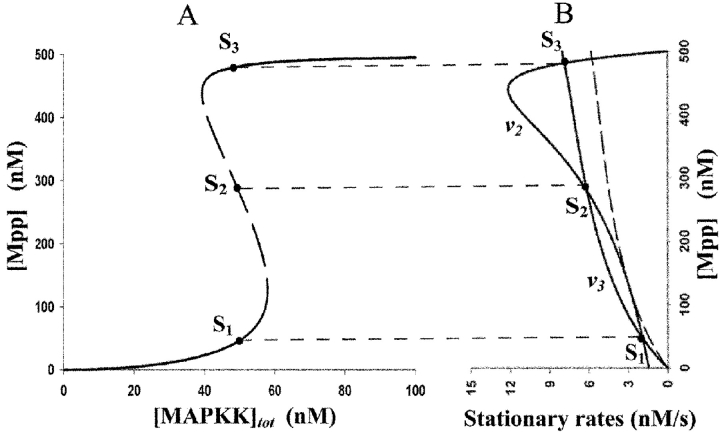 A
B
S3
S3
500
400
300
200
100
0
[Mpp] (nM)
S2
S1
0 20 40 60 80 100
[MAPKK]tot (nM)
v2
S2
v3
S1
15 12 9 6 3 0
Stationary rates (nM/s)
500
400
300
200
100
0
[Mpp] (nM)